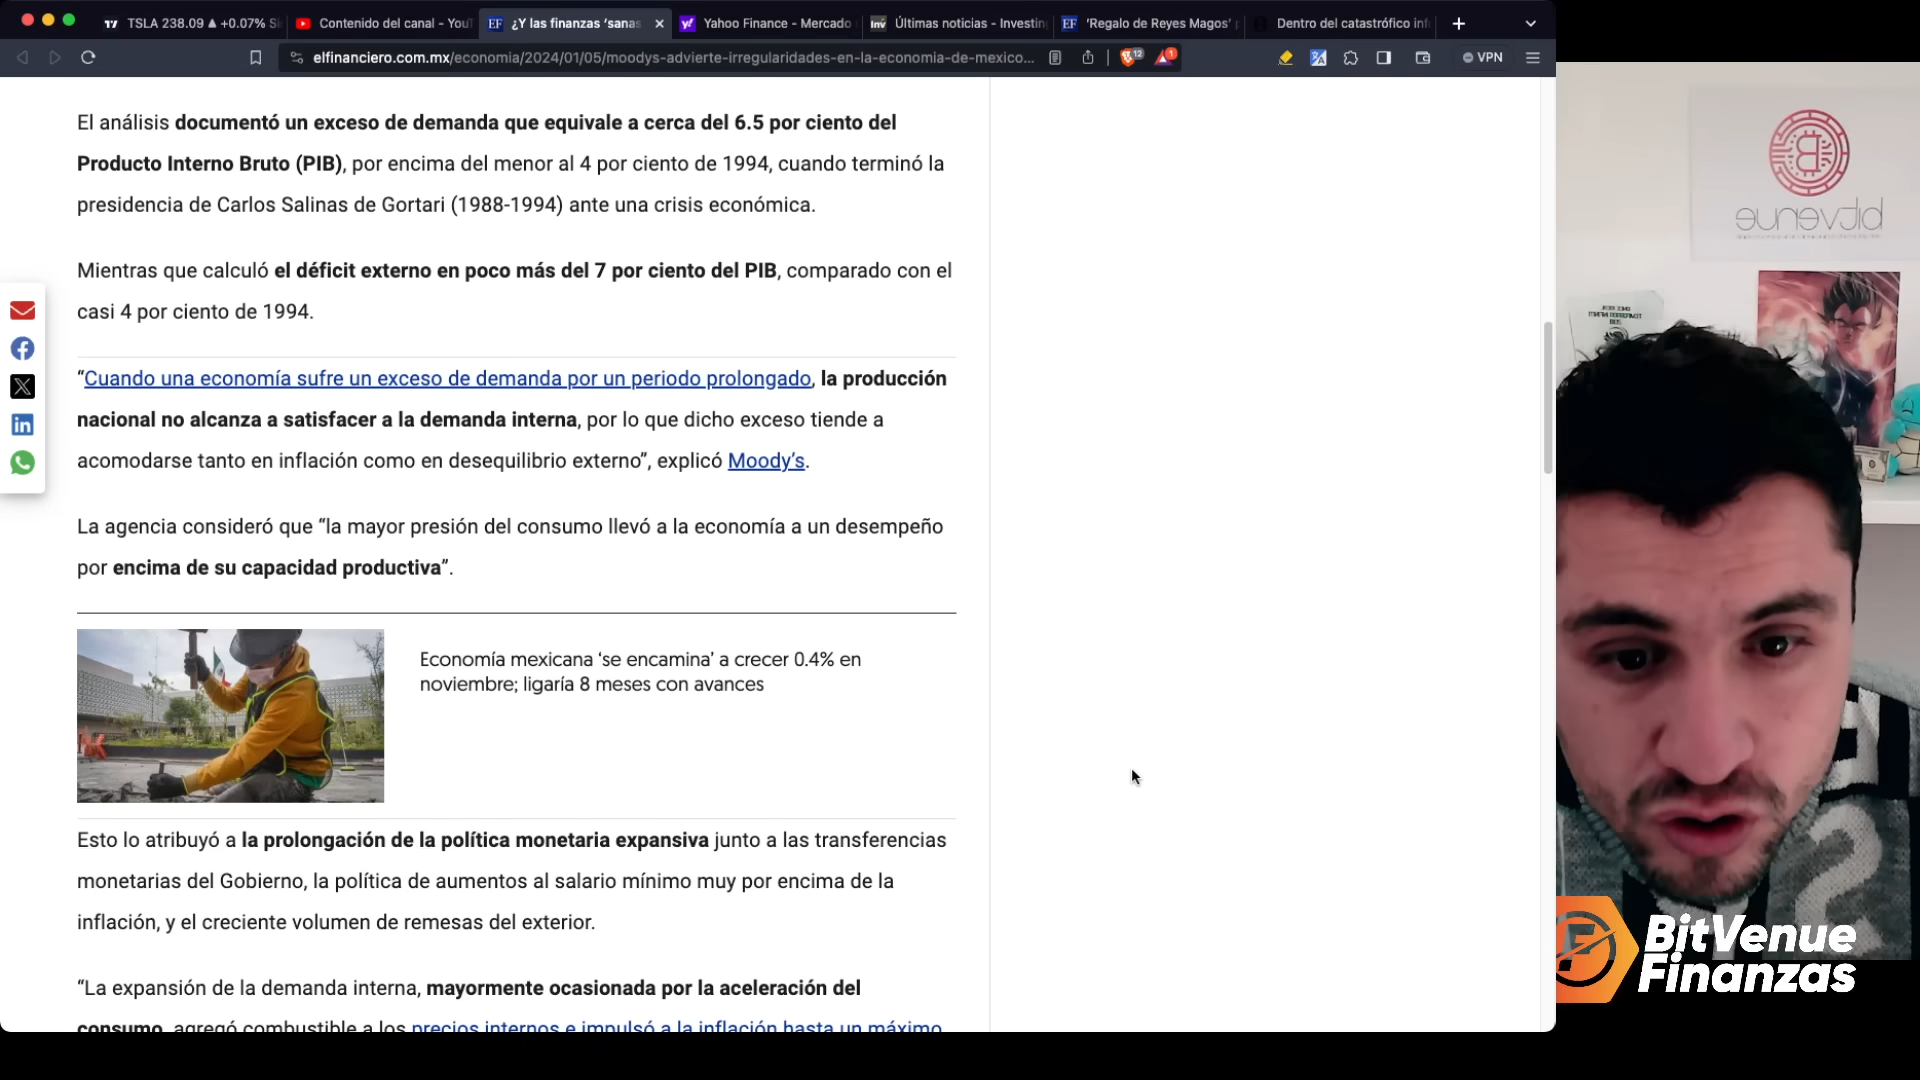 TSLA 238.09 ▲ +0.07%
Contenido del canal - You
¿Y las finanzas ‘sanas
Yahoo Finance - Mercado
Últimas noticias - Investin
‘Regalo de Reyes Magos’
Dentro del catastrófico inf
elfinanciero.com.mx/economia/2024/01/05/moodys-advierte-irregularidades-en-la-economia-de-mexico...
12
1
VPN
El análisis documentó un exceso de demanda que equivale a cerca del 6.5 por ciento del
Producto Interno Bruto (PIB), por encima del menor al 4 por ciento de 1994, cuando terminó la
presidencia de Carlos Salinas de Gortari (1988-1994) ante una crisis económica.
Mientras que calculó el déficit externo en poco más del 7 por ciento del PIB, comparado con el
casi 4 por ciento de 1994.
“Cuando una economía sufre un exceso de demanda por un periodo prolongado, la producción
nacional no alcanza a satisfacer a la demanda interna, por lo que dicho exceso tiende a
acomodarse tanto en inflación como en desequilibrio externo”, explicó Moody’s.
La agencia consideró que “la mayor presión del consumo llevó a la economía a un desempeño
por encima de su capacidad productiva”.
Economía mexicana ‘se encamina’ a crecer 0.4% en
noviembre; ligaría 8 meses con avances
Esto lo atribuyó a la prolongación de la política monetaria expansiva junto a las transferencias
monetarias del Gobierno, la política de aumentos al salario mínimo muy por encima de la
inflación, y el creciente volumen de remesas del exterior.
“La expansión de la demanda interna, mayormente ocasionada por la aceleración del
consumo, agregó combustible a los precios internos e impulsó a la inflación hasta un máximo
bitvenue
BitVenue
Finanzas